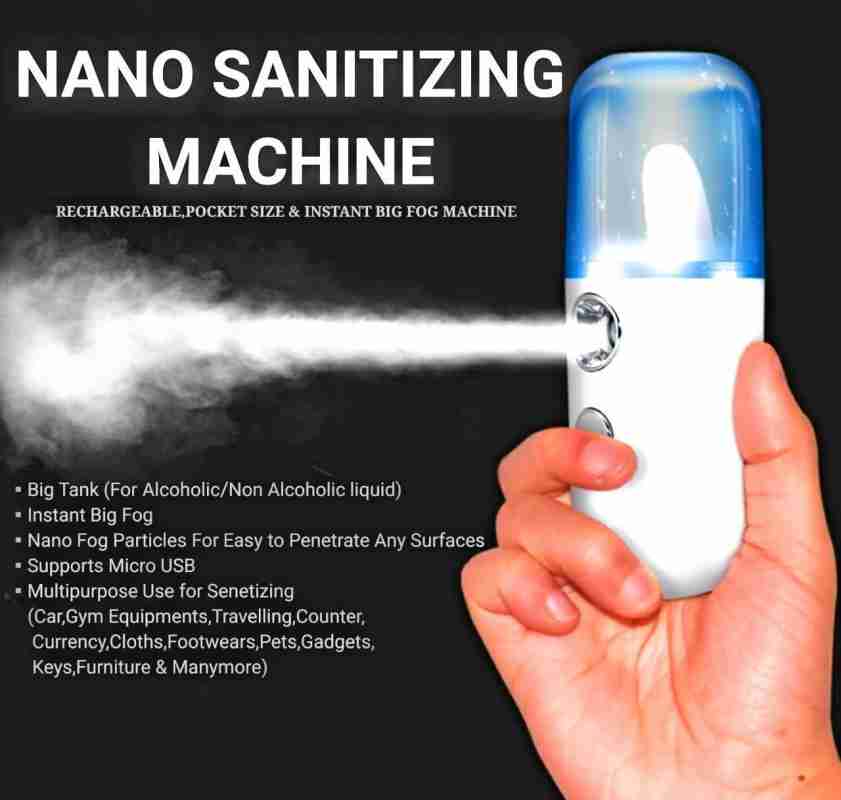 NANO SANITIZING
MACHINE
RECHARGEABLE,POCKET SIZE & INSTANT BIG FOG MACHINE
▪ Big Tank (For Alcoholic/Non Alcoholic liquid)
▪ Instant Big Fog
▪ Nano Fog Particles For Easy to Penetrate Any Surfaces
▪ Supports Micro USB
▪ Multipurpose Use for Senetizing
(Car,Gym Equipments,Travelling,Counter,
Currency,Cloths,Footwears,Pets,Gadgets,
Keys,Furniture & Manymore)